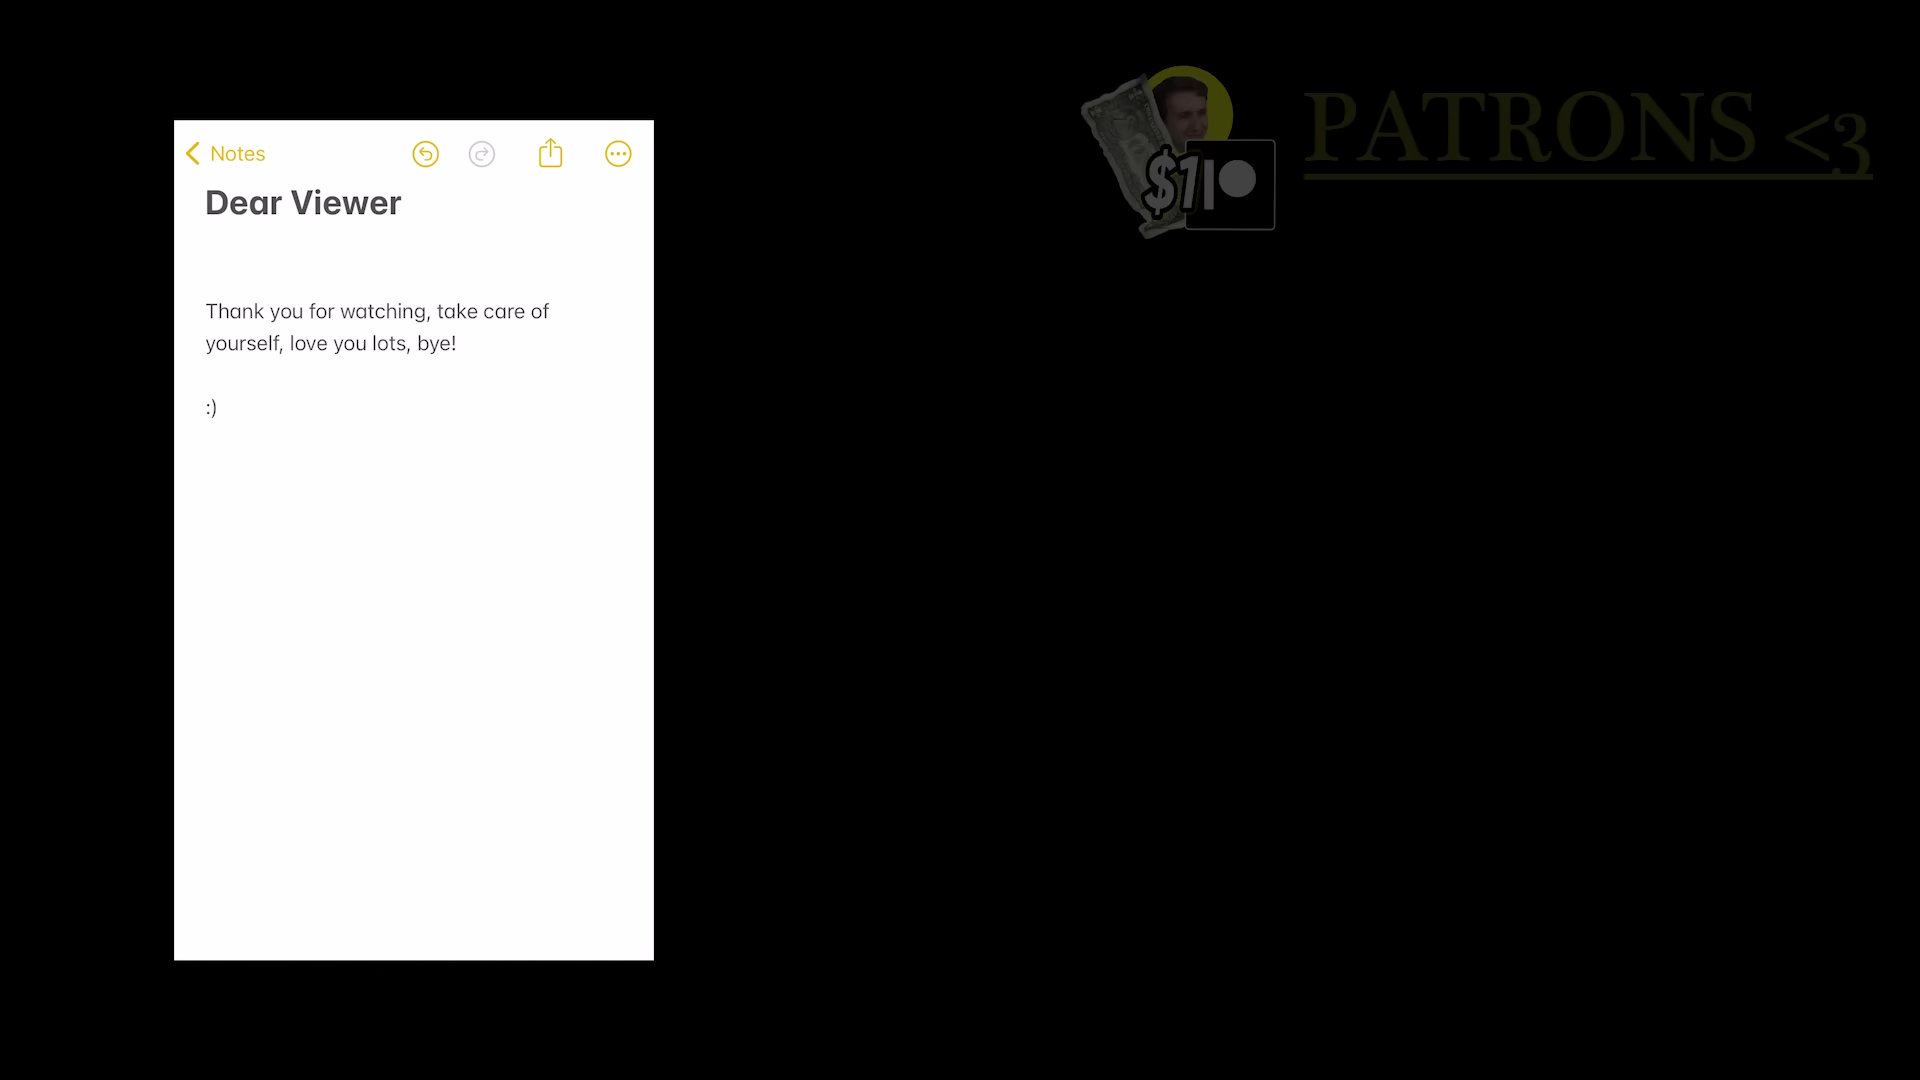 Notes
Dear Viewer
Thank you for watching, take care of
yourself, love you lots, bye!
:)
$1
PATRONS <3